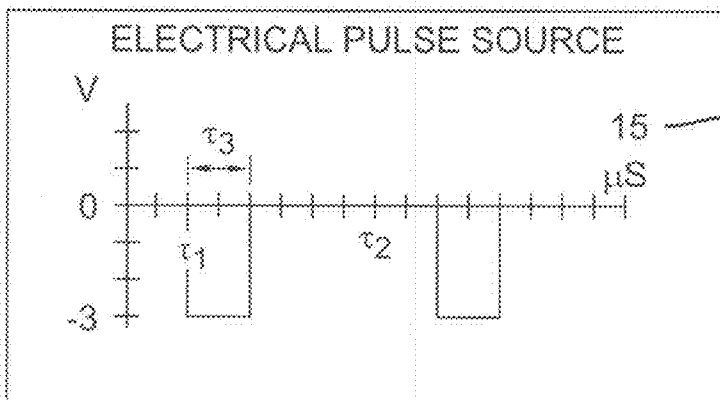 ELECTRICAL PULSE SOURCE
V
15
τ3
μS
0
τ1
τ2
-3